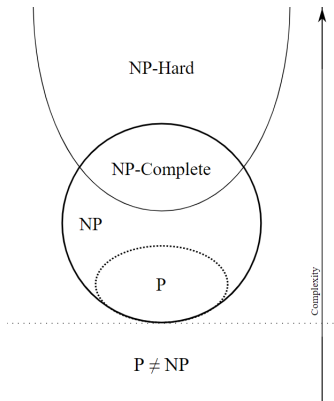 NP-Hard
NP-Complete
NP
P
Complexity
P ≠ NP